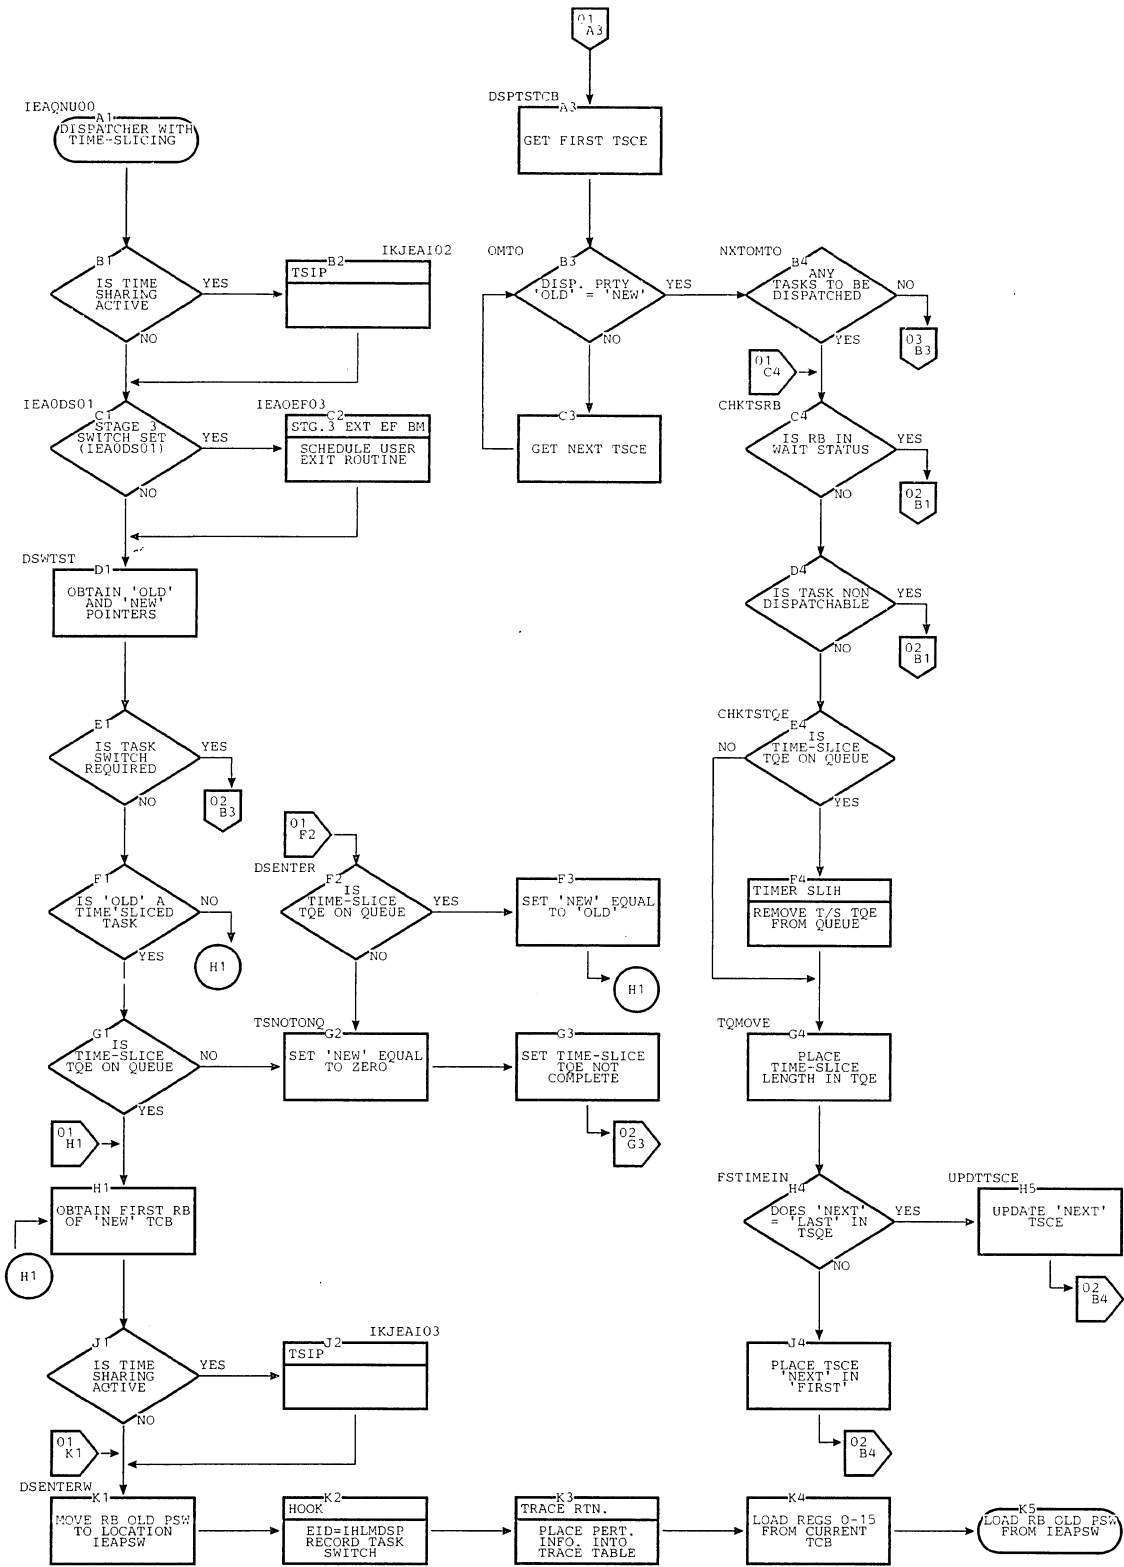 01
A3
IEAQNU00
A1
DISPATCHER WITH
TIME-SLICING
DSPTSTCB
A3
GET FIRST TSCE
B1
IS TIME
SHARING
ACTIVE
YES
NO
IKJEAI02
B2
TSIP
OMTO
B3
DISP. PRTY
'OLD' = 'NEW'
YES
NO
NXTOMTO
B4
ANY
TASKS TO BE
DISPATCHED
NO
YES
03
B3
01
C4
IEA0DS01
C1
STAGE 3
SWITCH SET
(IEA0DS01)
YES
NO
IEAOEF03
C2
STG.3 EXT EF BM
SCHEDULE USER
EXIT ROUTINE
C3
GET NEXT TSCE
CHKTSRB
C4
IS RB IN
WAIT STATUS
YES
NO
02
B1
DSWTST
D1
OBTAIN 'OLD'
AND 'NEW'
POINTERS
D4
IS TASK NON
DISPATCHABLE
YES
NO
02
B1
E1
IS TASK
SWITCH
REQUIRED
YES
NO
02
B3
CHKTSTQE
E4
IS
TIME-SLICE
TQE ON QUEUE
NO
YES
01
F2
F1
IS 'OLD' A
TIME'SLICED
TASK
NO
YES
H1
DSENTER
F2
IS
TIME-SLICE
TQE ON QUEUE
YES
NO
F3
SET 'NEW' EQUAL
TO 'OLD'
H1
F4
TIMER SLIH
REMOVE T/S TQE
FROM QUEUE
G1
IS
TIME-SLICE
TQE ON QUEUE
NO
YES
TSNOTONQ
G2
SET 'NEW' EQUAL
TO ZERO
G3
SET TIME-SLICE
TQE NOT
COMPLETE
02
G3
TQMOVE
G4
PLACE
TIME-SLICE
LENGTH IN TQE
01
H1
H1
OBTAIN FIRST RB
OF 'NEW' TCB
H1
FSTIMEIN
H4
DOES 'NEXT'
= 'LAST' IN
TSQE
YES
NO
UPDTTSCE
H5
UPDATE 'NEXT'
TSCE
02
B4
J1
IS TIME
SHARING
ACTIVE
YES
NO
IKJEAI03
J2
TSIP
J4
PLACE TSCE
'NEXT' IN
'FIRST'
02
B4
01
K1
DSENTERW
K1
MOVE RB OLD PSW
TO LOCATION
IEAPSW
K2
HOOK
EID=IHLMDSP
RECORD TASK
SWITCH
K3
TRACE RTN.
PLACE PERT.
INFO. INTO
TRACE TABLE
K4
LOAD REGS 0-15
FROM CURRENT
TCB
K5
LOAD RB OLD PSW
FROM IEAPSW